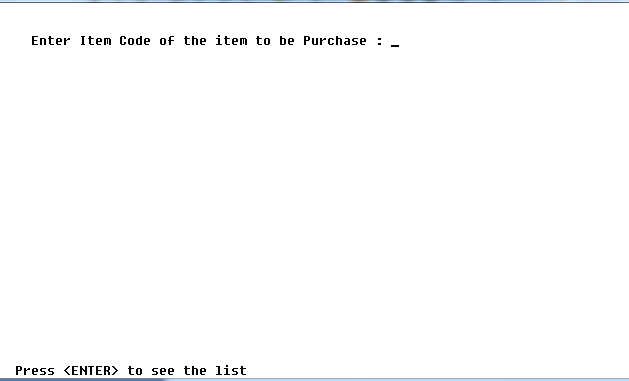 Enter Item Code of the item to be Purchase : _
Press <ENTER> to see the list